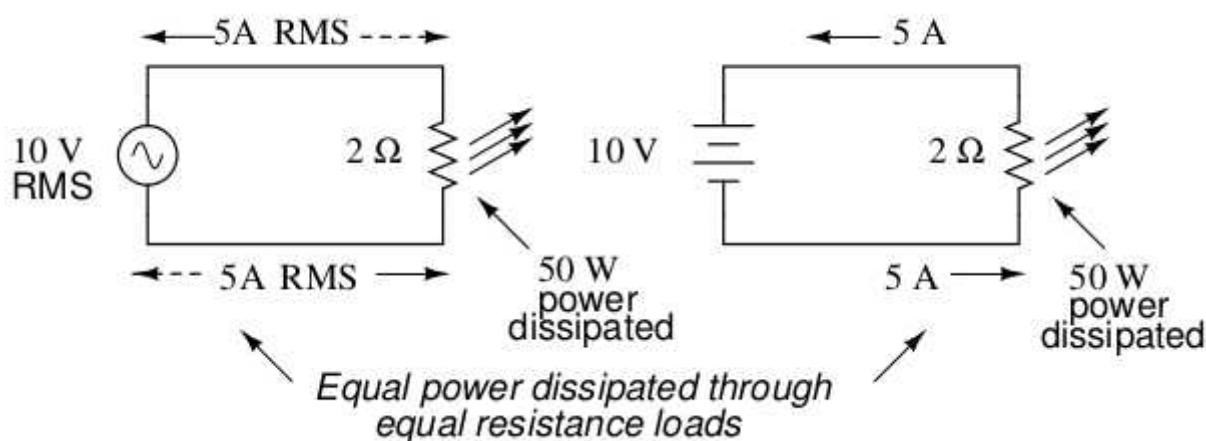 5A RMS
5 A
10 V
RMS
2 Ω
10 V
2 Ω
5A RMS
50 W
power
dissipated
5 A
50 W
power
dissipated
Equal power dissipated through
equal resistance loads